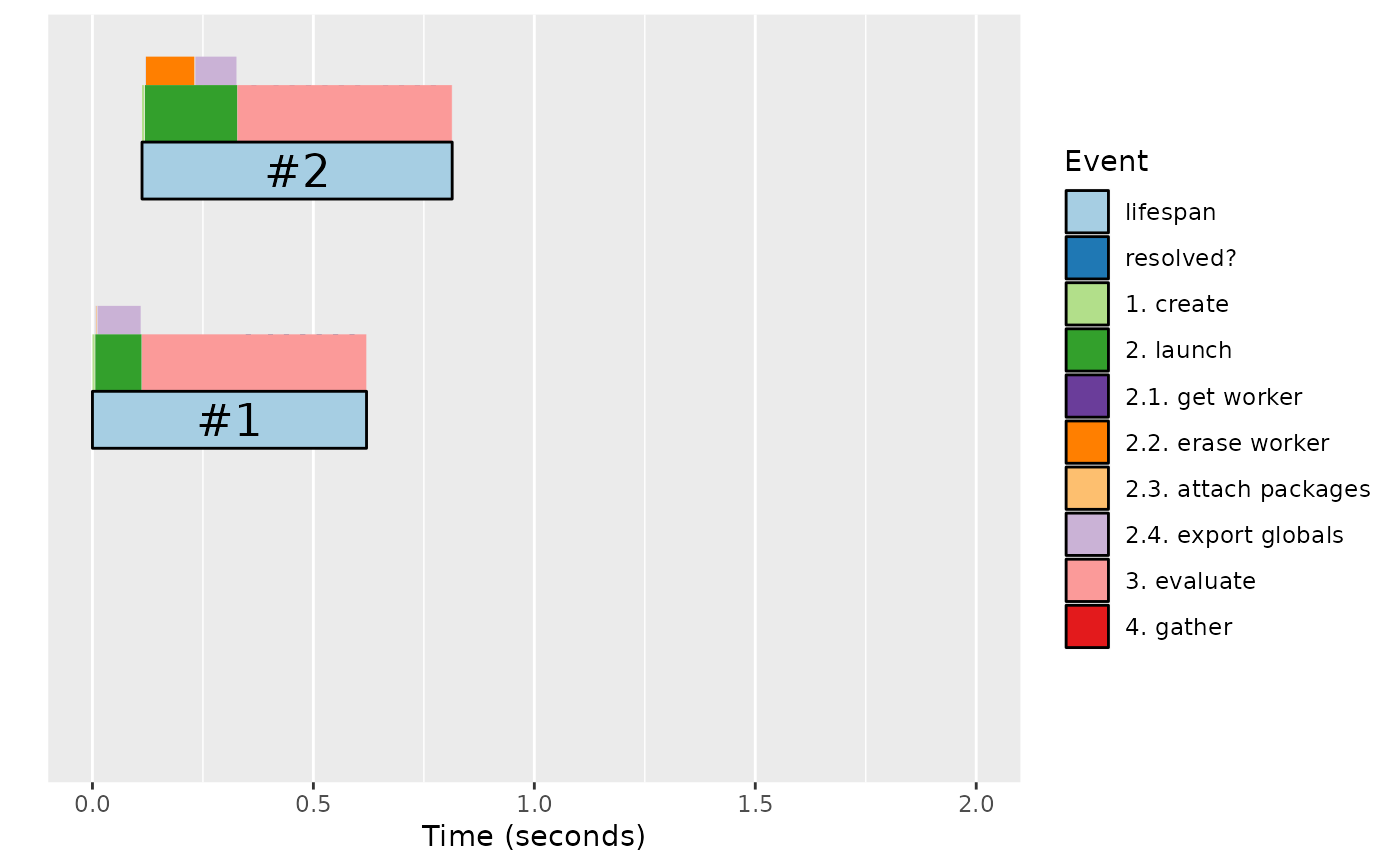 #2
#1
0.0 0.5 1.0 1.5 2.0
Time (seconds)
Event
lifespan
resolved?
1. create
2. launch
2.1. get worker
2.2. erase worker
2.3. attach packages
2.4. export globals
3. evaluate
4. gather